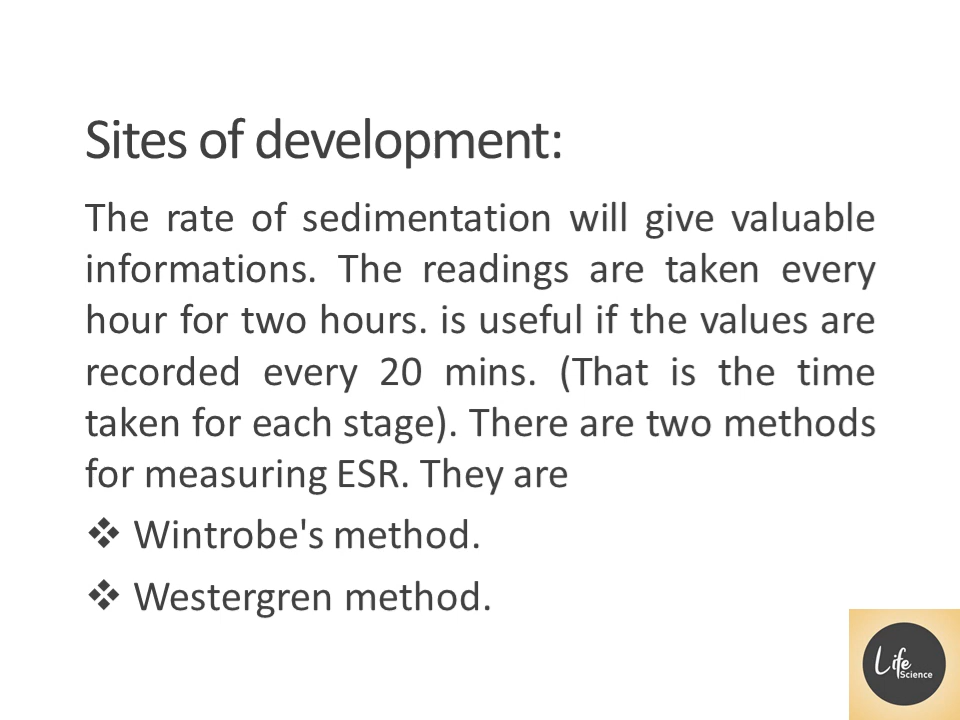 Sites of development:
The rate of sedimentation will give valuable
informations. The readings are taken every
hour for two hours. is useful if the values are
recorded every 20 mins. (That is the time
taken for each stage). There are two methods
for measuring ESR. They are
❖ Wintrobe's method.
❖ Westergren method.
Life
Science